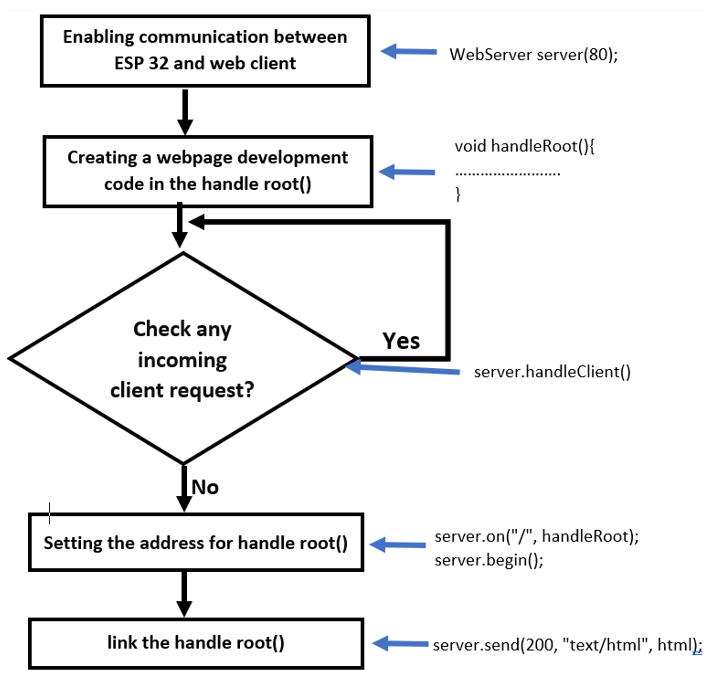 Enabling communication between
ESP 32 and web client
WebServer server(80);
Creating a webpage development
code in the handle root()
void handleRoot(){
.........................
}
Check any
incoming
client request?
Yes
server.handleClient()
No
Setting the address for handle root()
server.on("/", handleRoot);
server.begin();
link the handle root()
server.send(200, "text/html", html);